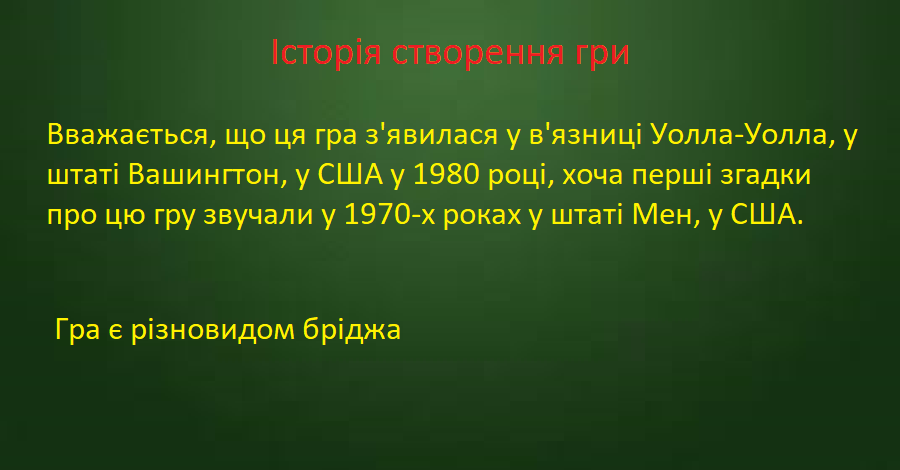 Історія створення гри
Вважається, що ця гра з'явилася у в'язниці Уолла-Уолла, у
штаті Вашингтон, у США у 1980 році, хоча перші згадки
про цю гру звучали у 1970-х роках у штаті Мен, у США.
Гра є різновидом бріджа